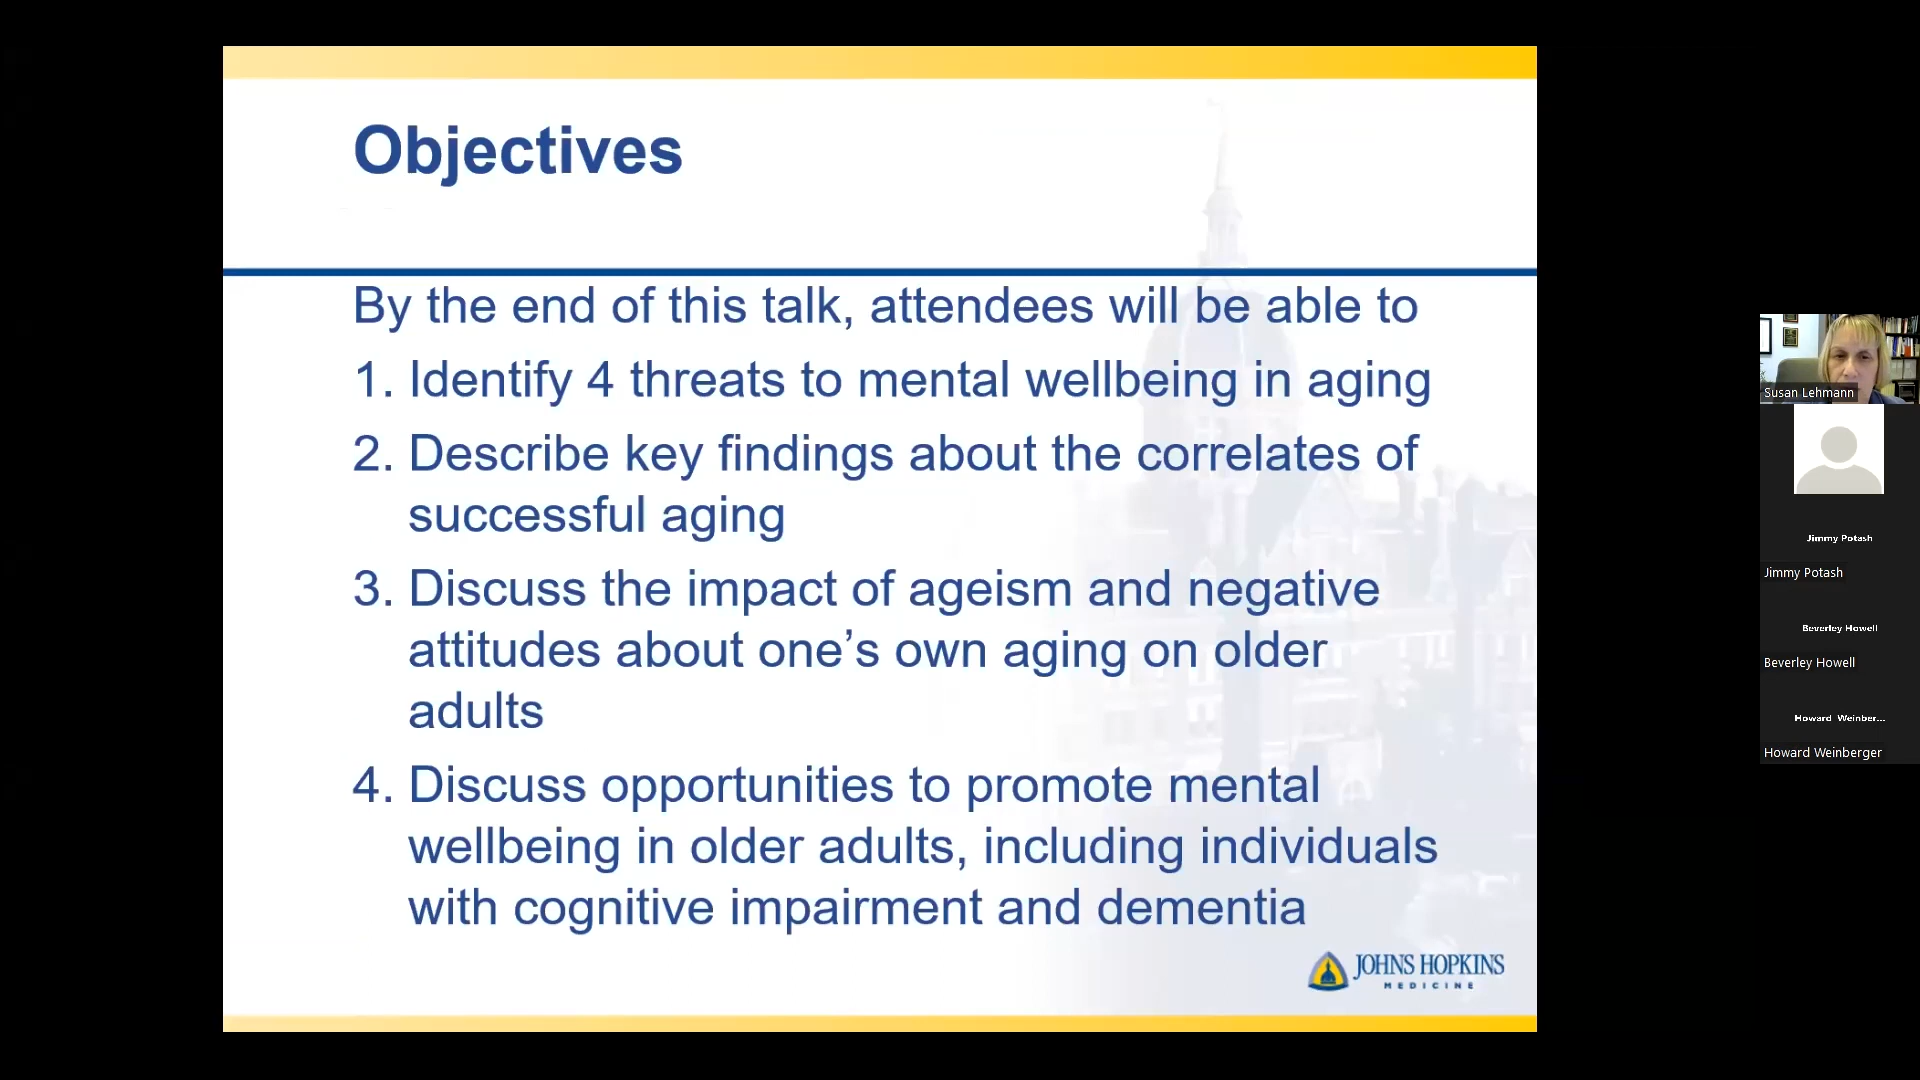 Objectives
By the end of this talk, attendees will be able to
1. Identify 4 threats to mental wellbeing in aging
2. Describe key findings about the correlates of
successful aging
3. Discuss the impact of ageism and negative
attitudes about one’s own aging on older
adults
4. Discuss opportunities to promote mental
wellbeing in older adults, including individuals
with cognitive impairment and dementia
JOHNS HOPKINS
MEDICINE
Susan Lehmann
Jimmy Potash
Jimmy Potash
Beverley Howell
Beverley Howell
Howard Weinber...
Howard Weinberger